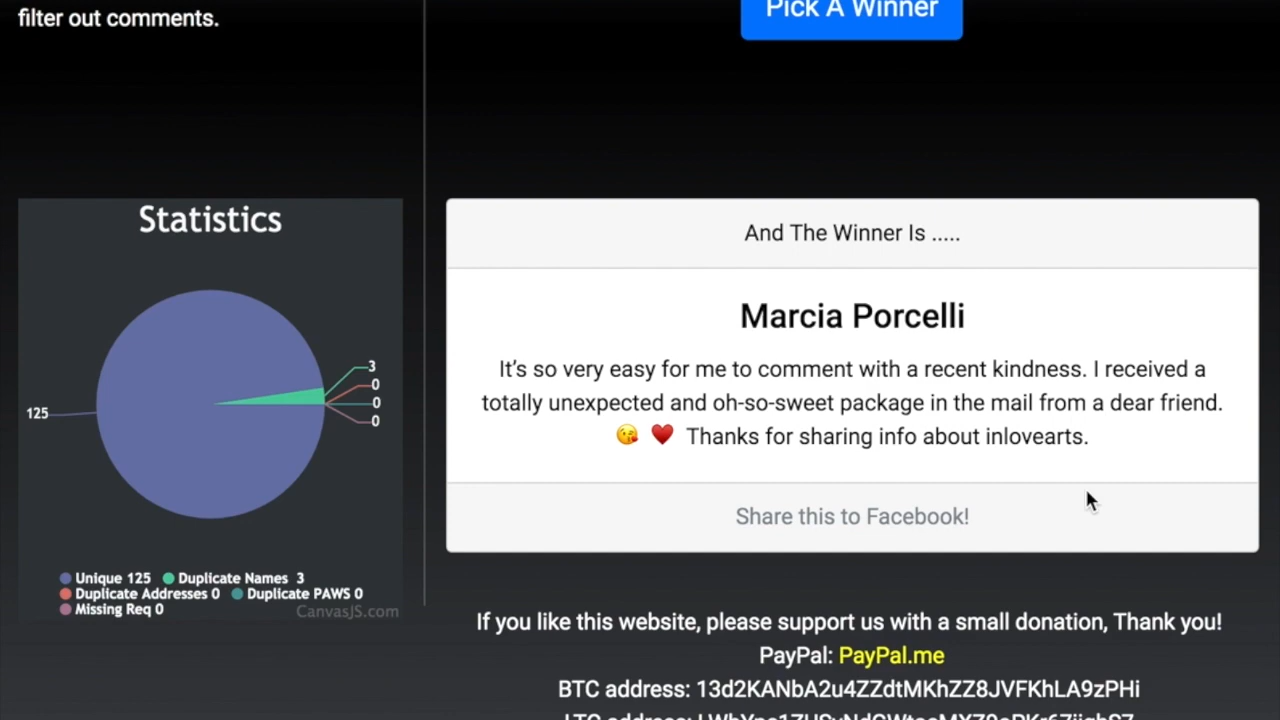 filter out comments.
Pick A Winner
Statistics
125
3
0
0
0
Unique 125 Duplicate Names 3
Duplicate Addresses 0 Duplicate PAWS 0
Missing Req 0
CanvasJS.com
And The Winner Is .....
Marcia Porcelli
It’s so very easy for me to comment with a recent kindness. I received a
totally unexpected and oh-so-sweet package in the mail from a dear friend.
😘 ♥️ Thanks for sharing info about inlovearts.
Share this to Facebook!
If you like this website, please support us with a small donation, Thank you!
PayPal: PayPal.me
BTC address: 13d2KANbA2u4ZZdtMKhZZ8JVFKhLA9zPHi
LTC address: